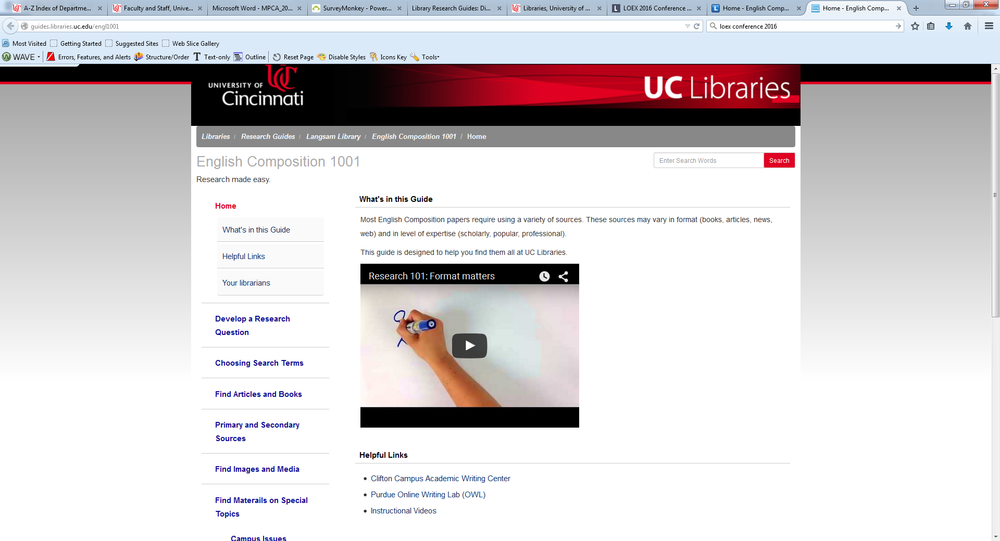 A-Z Index of Departme...
Faculty and Staff, Unive...
Microsoft Word - MPCA_20...
SurveyMonkey - Power...
Library Research Guides: Di...
Libraries, University of ...
LOEX 2016 Conference ...
Home - English Comp...
Home - English Comp...
guides.libraries.uc.edu/engl1001
loex conference 2016
Most Visited
Getting Started
Suggested Sites
Web Slice Gallery
WAVE
Errors, Features, and Alerts
Structure/Order
Text-only
Outline
Reset Page
Disable Styles
Icons Key
Tools
UNIVERSITY OF
Cincinnati
UC Libraries
Libraries / Research Guides / Langsam Library / English Composition 1001 / Home
English Composition 1001
Enter Search Words
Search
Research made easy.
Home
What's in this Guide
Helpful Links
Your librarians
Develop a Research
Question
Choosing Search Terms
Find Articles and Books
Primary and Secondary
Sources
Find Images and Media
Find Materails on Special
Topics
Campus Issues
What's in this Guide
Most English Composition papers require using a variety of sources. These sources may vary in format (books, articles, news,
web) and in level of expertise (scholarly, popular, professional).
This guide is designed to help you find them all at UC Libraries.
Research 101: Format matters
Helpful Links
• Clifton Campus Academic Writing Center
• Purdue Online Writing Lab (OWL)
• Instructional Videos